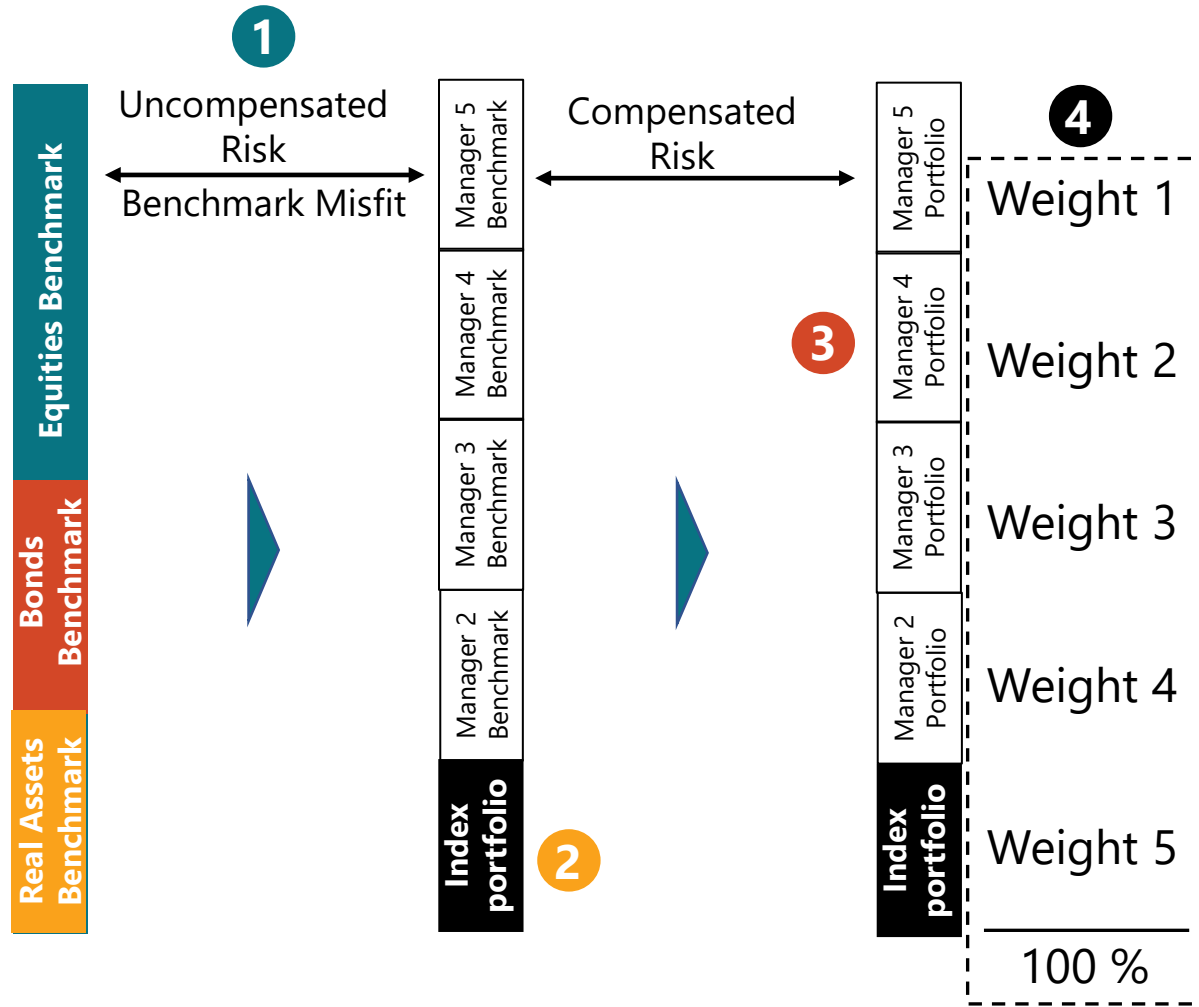 1
Uncompensated
Risk
Benchmark Misfit
Compensated
Risk
Equities Benchmark
Bonds
Benchmark
Real Assets
Benchmark
Manager 5
Benchmark
Manager 4
Benchmark
Manager 3
Benchmark
Manager 2
Benchmark
Index
portfolio
2
3
Manager 5
Portfolio
Manager 4
Portfolio
Manager 3
Portfolio
Manager 2
Portfolio
Index
portfolio
4
Weight 1
Weight 2
Weight 3
Weight 4
Weight 5
100 %